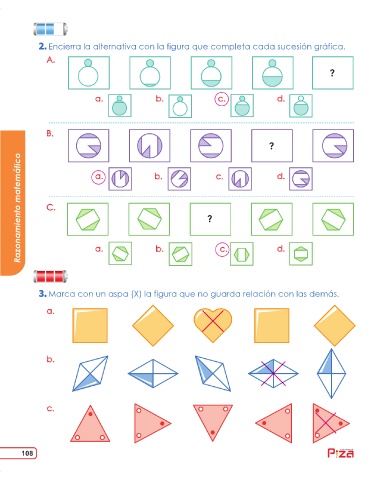 2. Encierra la alternativa con la figura que completa cada sucesión gráfica.
A.
?
a. b. c. d.
B.
?
a. b. c. d.
C.
?
a. b. c. d.
Razonamiento matemático
3. Marca con un aspa (X) la figura que no guarda relación con las demás.
a.
b.
c.
108
Piza